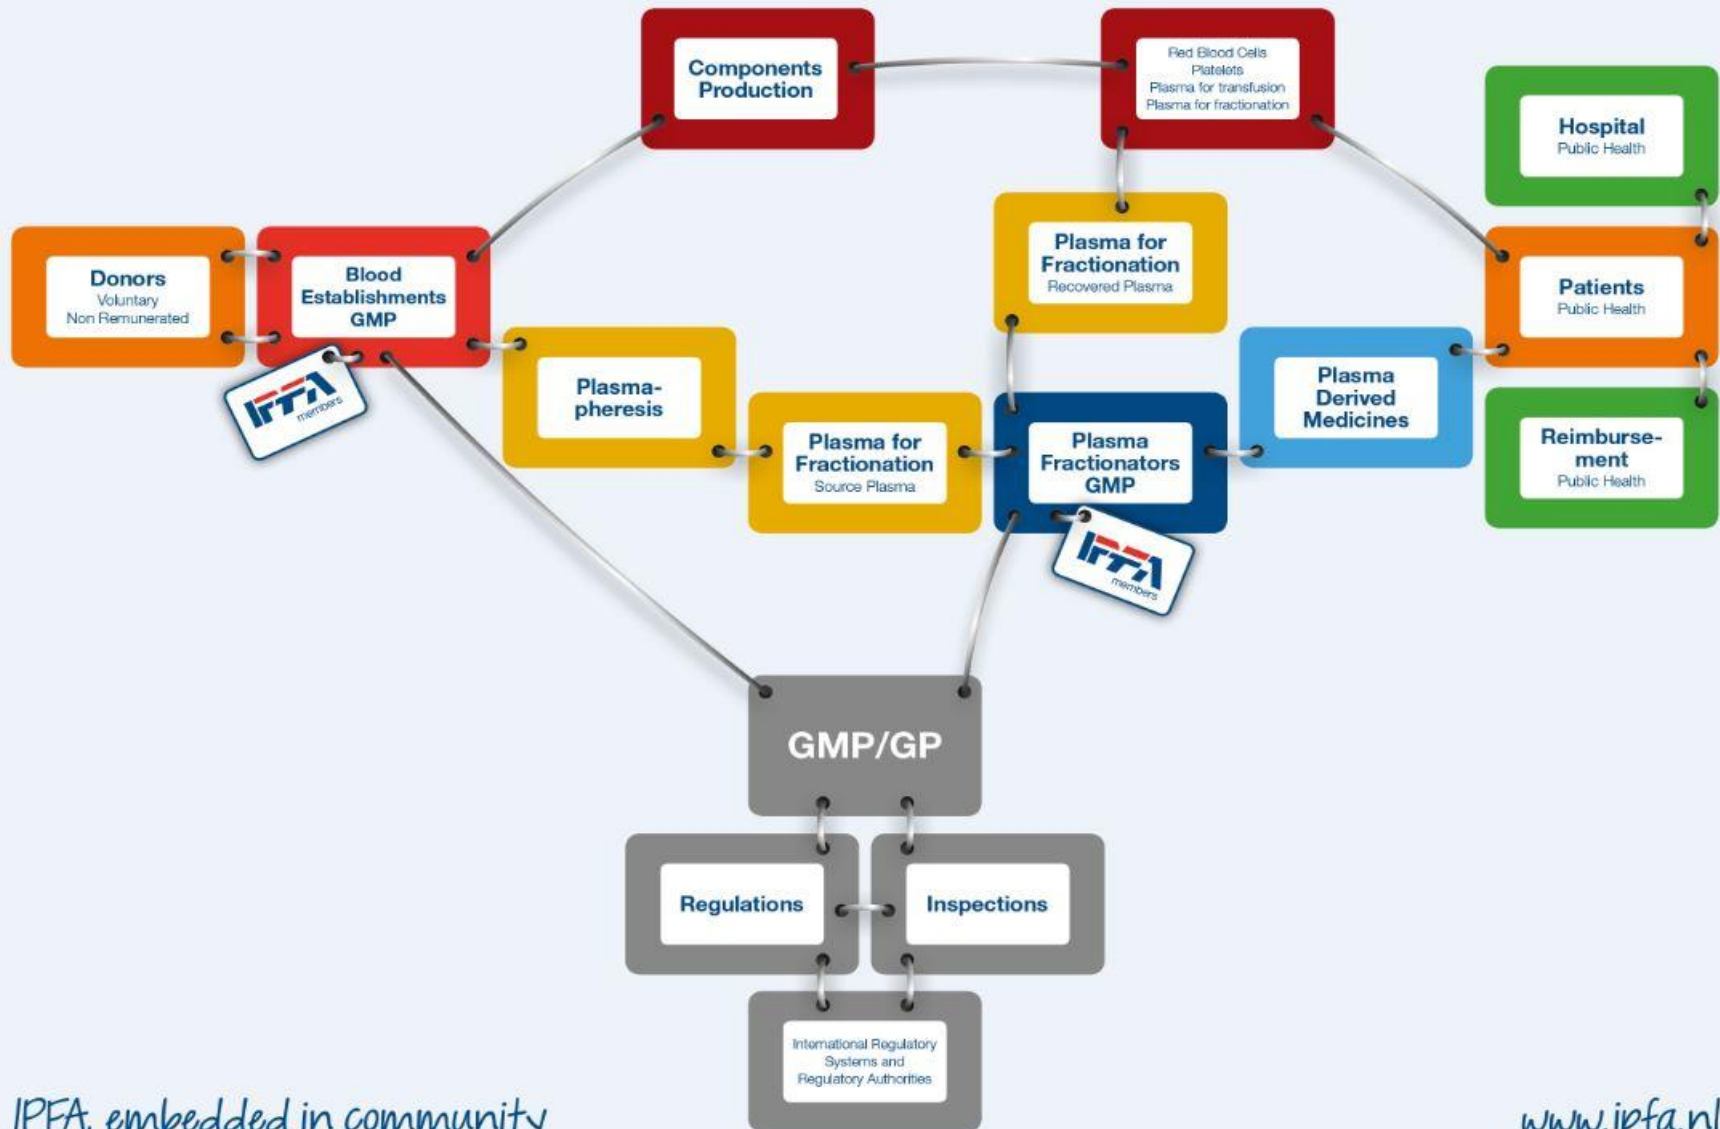 Components
Production
Red Blood Cells
Platelets
Plasma for transfusion
Plasma for fractionation
Hospital
Public Health
Donors
Voluntary
Non Remunerated
Blood
Establishments
GMP
IPFA
members
Plasma for
Fractionation
Recovered Plasma
Patients
Public Health
Plasma-
pheresis
Plasma for
Fractionation
Source Plasma
Plasma
Fractionators
GMP
IPFA
members
Plasma
Derived
Medicines
Reimburse-
ment
Public Health
GMP/GP
Regulations
Inspections
International Regulatory
Systems and
Regulatory Authorities
IPFA, embedded in community
www.ipfa.nl